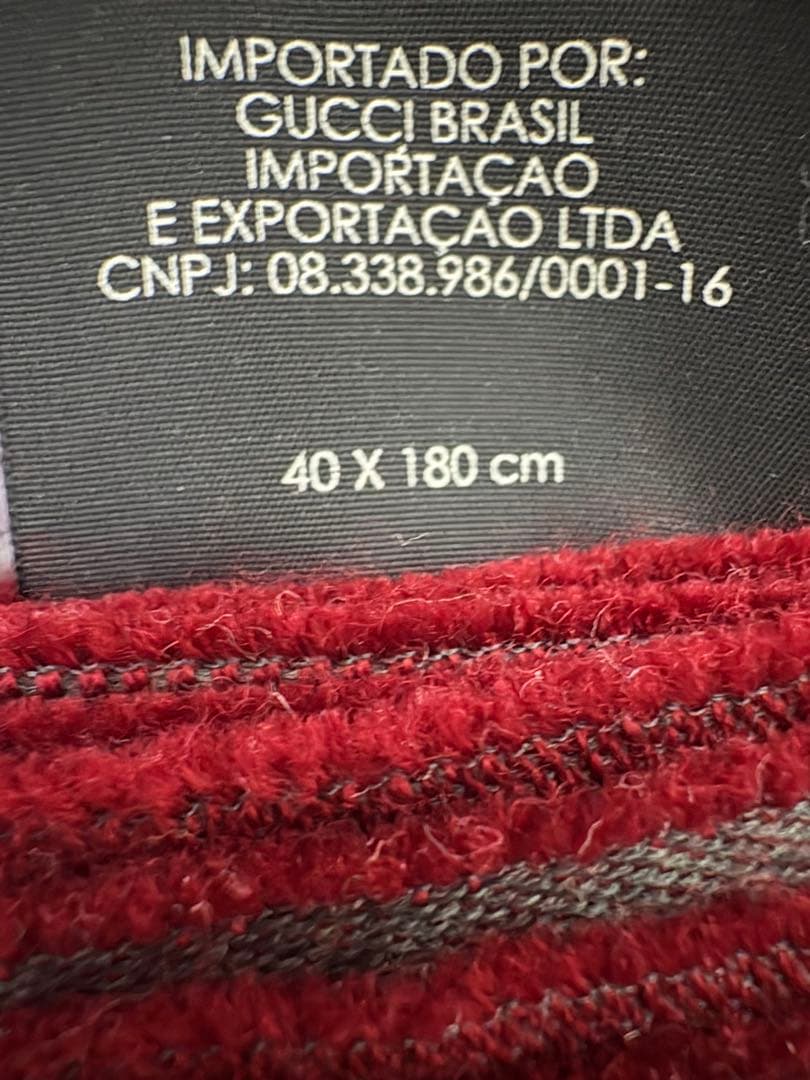 IMPORTADO POR:
GUCCI BRASIL
IMPORTAÇAO
E EXPORTAÇAO LTDA
CNPJ: 08.338.986/0001-16
40 X 180 cm